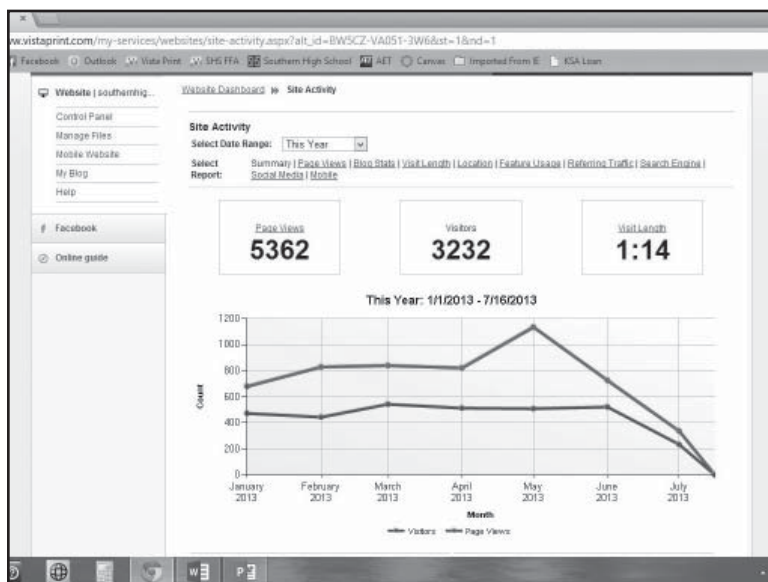 ww.vistaprint.com/my-services/websites/site-activity.aspx?alt_id=BW5CZ-VA051-3W6&st=1&nd=1
Facebook Outlook Vista Print SHS FFA Southern High School AET Canvas Imported From IE KSA Loan
Website | southernhig...
Control Panel
Manage Files
Mobile Website
My Blog
Help
Facebook
Online guide
Website Dashboard Site Activity
Site Activity
Select Date Range: This Year
Select Report: Summary | Page Views | Blog Stats | Visit Length | Location | Feature Usage | Referring Traffic | Search Engine |
Social Media | Mobile
Page Views
5362
Visitors
3232
Visit Length
1:14
This Year: 1/1/2013 - 7/16/2013
1200
1000
800
600
400
200
0
Count
January 2013
February 2013
March 2013
April 2013
May 2013
June 2013
July 2013
Month
Visitors Page Views